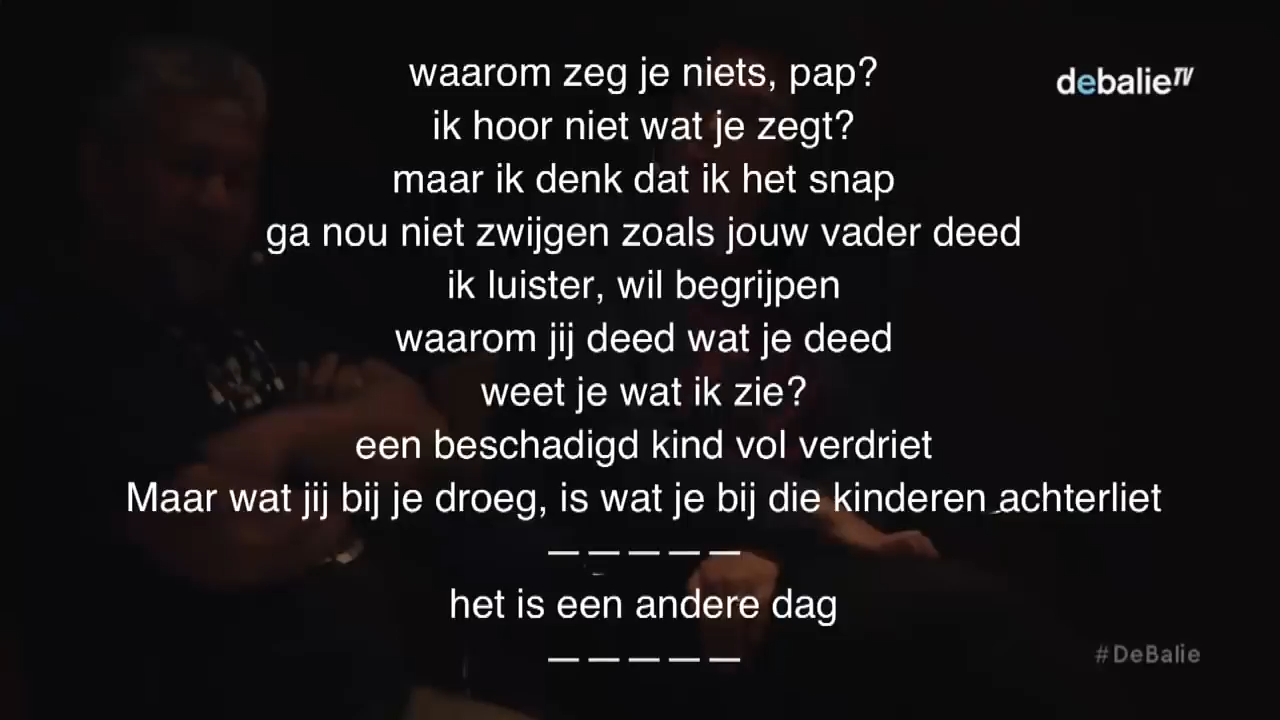 waarom zeg je niets, pap?
debalieTV
ik hoor niet wat je zegt?
maar ik denk dat ik het snap
ga nou niet zwijgen zoals jouw vader deed
ik luister, wil begrijpen
waarom jij deed wat je deed
weet je wat ik zie?
een beschadigd kind vol verdriet
Maar wat jij bij je droeg, is wat je bij die kinderen achterliet
— — — — —
het is een andere dag
— — — — —
#DeBalie